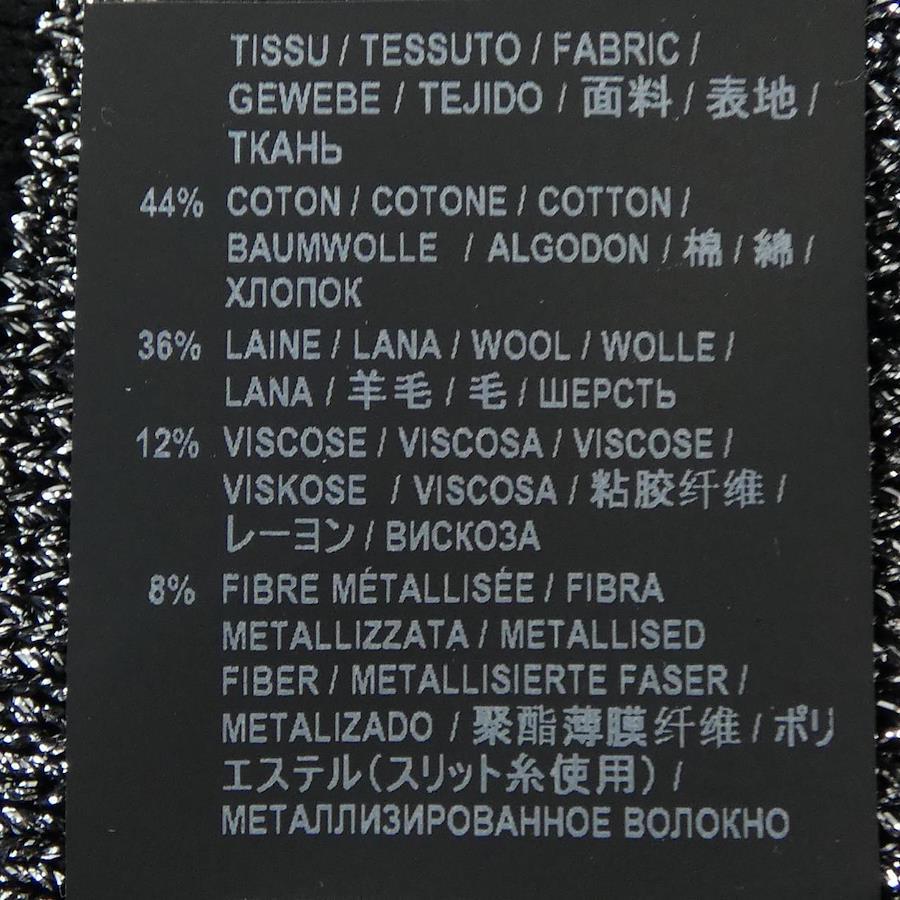 TISSU / TESSUTO / FABRIC /
GEWEBE / TEJIDO / 面料 / 表地 /
ТКАНЬ
44% COTON / COTONE / COTTON /
BAUMWOLLE / ALGODON / 棉 / 綿 /
ХЛОПОК
36% LAINE / LANA / WOOL / WOLLE /
LANA / 羊毛 / 毛 / ШЕРСТЬ
12% VISCOSE / VISCOSA / VISCOSE /
VISKOSE / VISCOSA / 粘胶纤维 /
レーヨン / ВИСКОЗА
8% FIBRE MÉTALLISÉE / FIBRA
METALLIZZATA / METALLISED
FIBER / METALLISIERTE FASER /
METALIZADO / 聚酯薄膜纤维 / ポリ
エステル(スリット糸使用) /
МЕТАЛЛИЗИРОВАННОЕ ВОЛОКНО